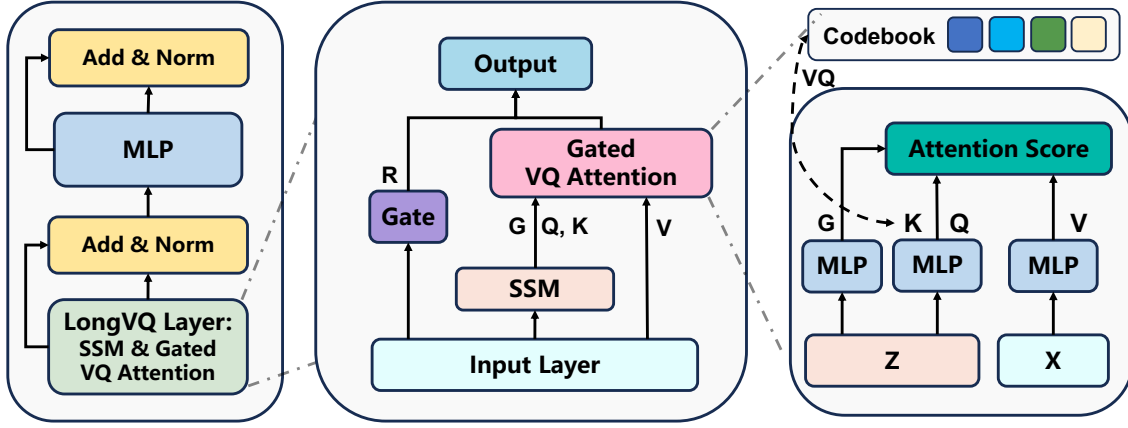 Add & Norm
MLP
Add & Norm
LongVQ Layer:
SSM & Gated
VQ Attention
Output
Gated
VQ Attention
R
Gate
G
Q, K
V
SSM
Input Layer
Codebook
VQ
Attention Score
G
K
Q
V
MLP
MLP
MLP
Z
X